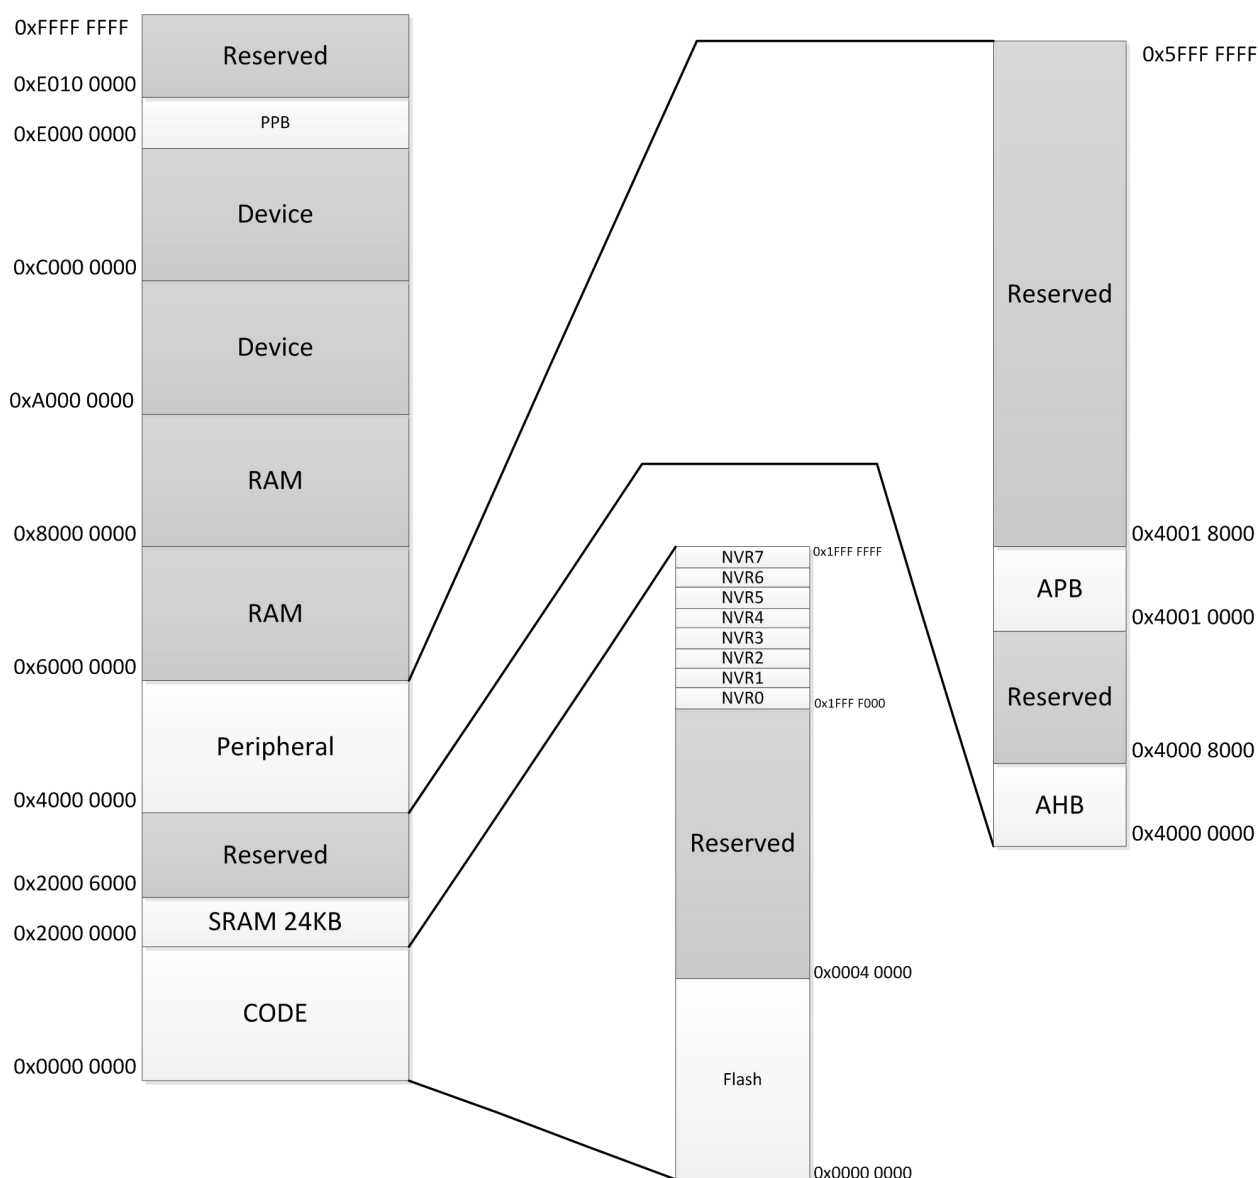 0xFFFF FFFF
Reserved
0xE010 0000
PPB
0xE000 0000
Device
0xC000 0000
Device
0xA000 0000
RAM
0x8000 0000
RAM
0x6000 0000
Peripheral
0x4000 0000
Reserved
0x2000 6000
SRAM 24KB
0x2000 0000
CODE
0x0000 0000
NVR7
0x1FFF FFFF
NVR6
NVR5
NVR4
NVR3
NVR2
NVR1
NVR0
0x1FFF F000
Reserved
0x0004 0000
Flash
0x0000 0000
0x5FFF FFFF
Reserved
0x4001 8000
APB
0x4001 0000
Reserved
0x4000 8000
AHB
0x4000 0000